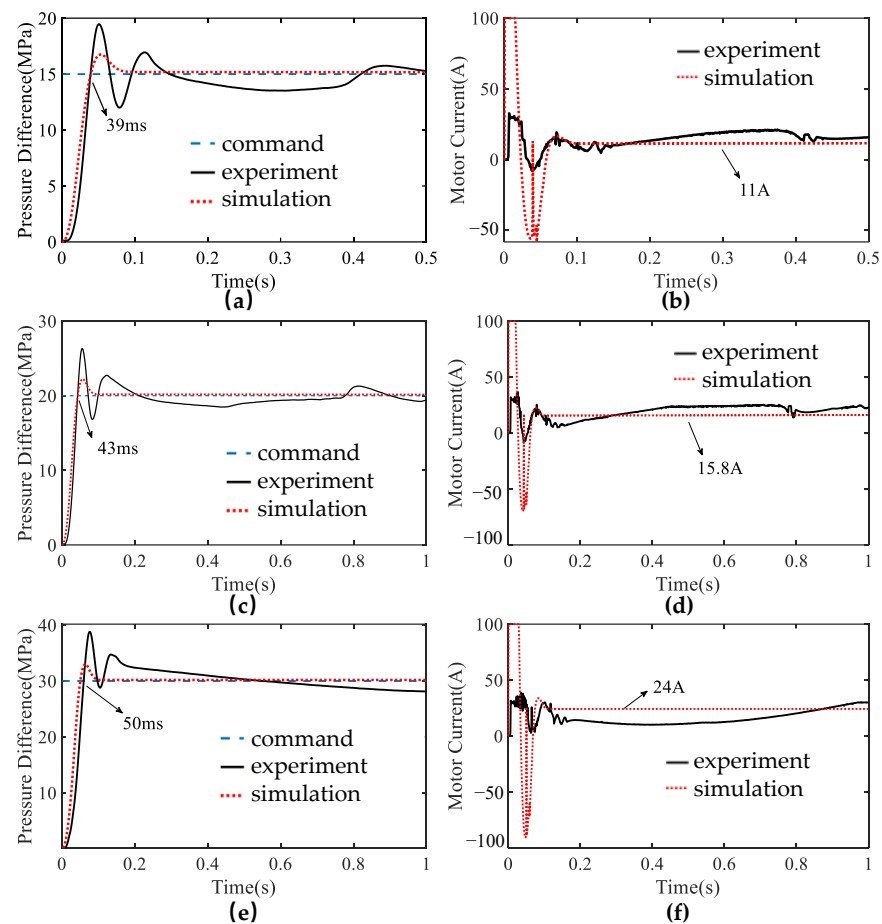 Pressure Difference(MPa)
20
15
10
5
0
39ms
command
experiment
simulation
0 0.1 0.2 0.3 0.4 0.5
Time(s)
(a)
Motor Current(A)
100
50
0
−50
experiment
simulation
11A
0 0.1 0.2 0.3 0.4 0.5
Time(s)
(b)
Pressure Difference(MPa)
30
20
10
0
43ms
command
experiment
simulation
0 0.2 0.4 0.6 0.8 1
Time(s)
(c)
Motor Current(A)
100
50
0
−50
−100
experiment
simulation
15.8A
0 0.2 0.4 0.6 0.8 1
Time(s)
(d)
Pressure Difference(MPa)
40
30
20
10
50ms
command
experiment
simulation
0 0.2 0.4 0.6 0.8 1
Time(s)
(e)
Motor Current(A)
100
50
0
−50
−100
24A
experiment
simulation
0 0.2 0.4 0.6 0.8 1
Time(s)
(f)